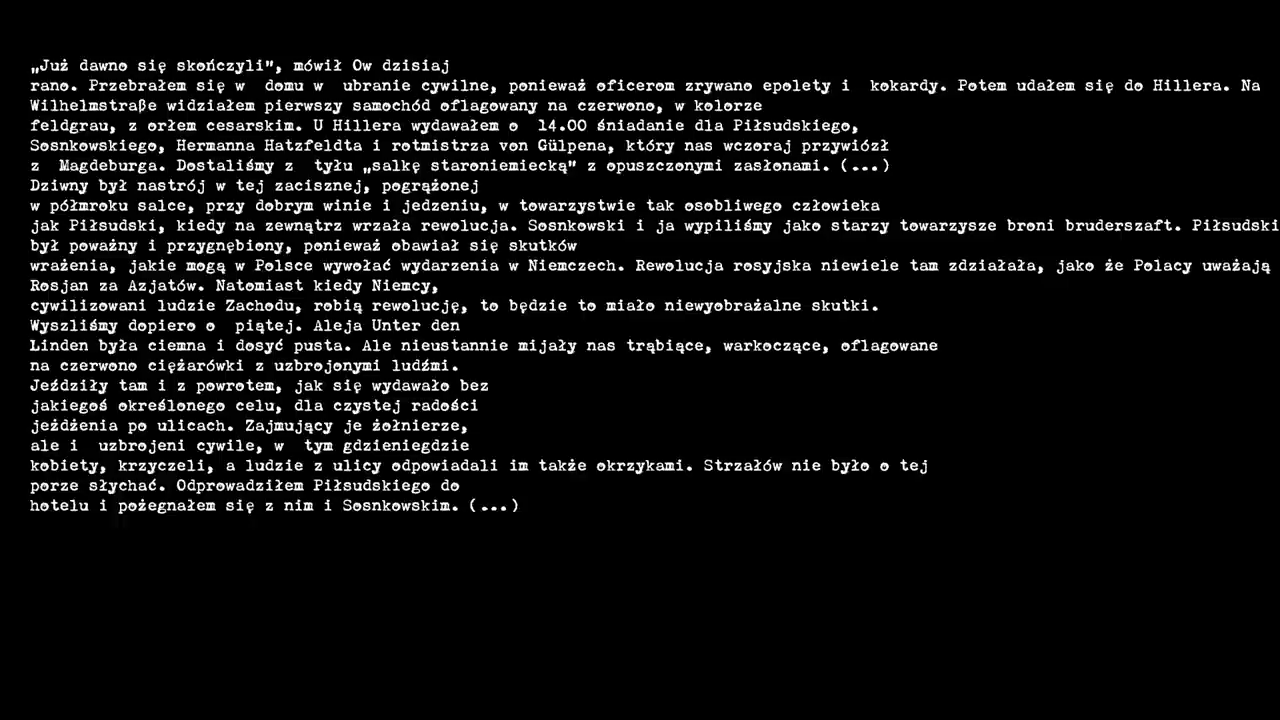 „Już dawno się skończyli", mówił Ow dzisiaj
rano. Przebrałem się w domu w ubranie cywilne, ponieważ oficerom zrywano epolety i kokardy. Potem udałem się do Hillera. Na
Wilhelmstraße widziałem pierwszy samochód oflagowany na czerwono, w kolorze
feldgrau, z orłem cesarskim. U Hillera wydawałem o 14.00 śniadanie dla Piłsudskiego,
Sosnkowskiego, Hermanna Hatzfeldta i rotmistrza von Gülpena, który nas wczoraj przywiózł
z Magdeburga. Dostaliśmy z tyłu „salkę staroniemiecką" z opuszczonymi zasłonami. (...)
Dziwny był nastrój w tej zacisznej, pogrążonej
w półmroku salce, przy dobrym winie i jedzeniu, w towarzystwie tak osobliwego człowieka
jak Piłsudski, kiedy na zewnątrz wrzała rewolucja. Sosnkowski i ja wypiliśmy jako starzy towarzysze broni bruderszaft. Piłsudski
był poważny i przygnębiony, ponieważ obawiał się skutków
wrażenia, jakie mogą w Polsce wywołać wydarzenia w Niemczech. Rewolucja rosyjska niewiele tam zdziałała, jako że Polacy uważają
Rosjan za Azjatów. Natomiast kiedy Niemcy,
cywilizowani ludzie Zachodu, robią rewolucję, to będzie to miało niewyobrażalne skutki.
Wyszliśmy dopiero o piątej. Aleja Unter den
Linden była ciemna i dosyć pusta. Ale nieustannie mijały nas trąbiące, warkoczące, oflagowane
na czerwono ciężarówki z uzbrojonymi ludźmi.
Jeździły tam i z powrotem, jak się wydawało bez
jakiegoś określonego celu, dla czystej radości
jeżdżenia po ulicach. Zajmujący je żołnierze,
ale i uzbrojeni cywile, w tym gdzieniegdzie
kobiety, krzyczeli, a ludzie z ulicy odpowiadali im także okrzykami. Strzałów nie było o tej
porze słychać. Odprowadziłem Piłsudskiego do
hotelu i pożegnałem się z nim i Sosnkowskim. (...)